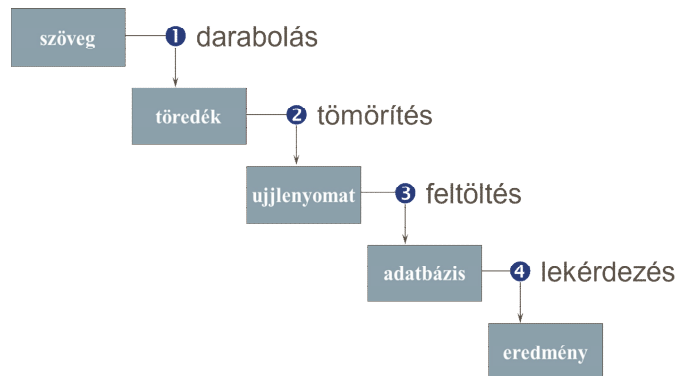 szöveg
1 darabolás
töredék
2 tömörítés
ujjlenyomat
3 feltöltés
adatbázis
4 lekérdezés
eredmény